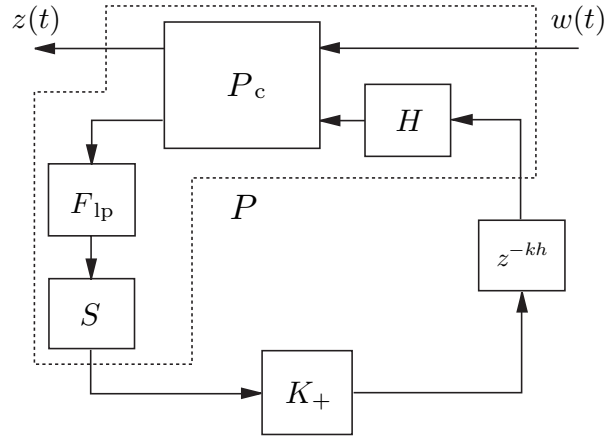 z(t) w(t)
P_c
H
F_lp
P
z^{-kh}
S
K_+